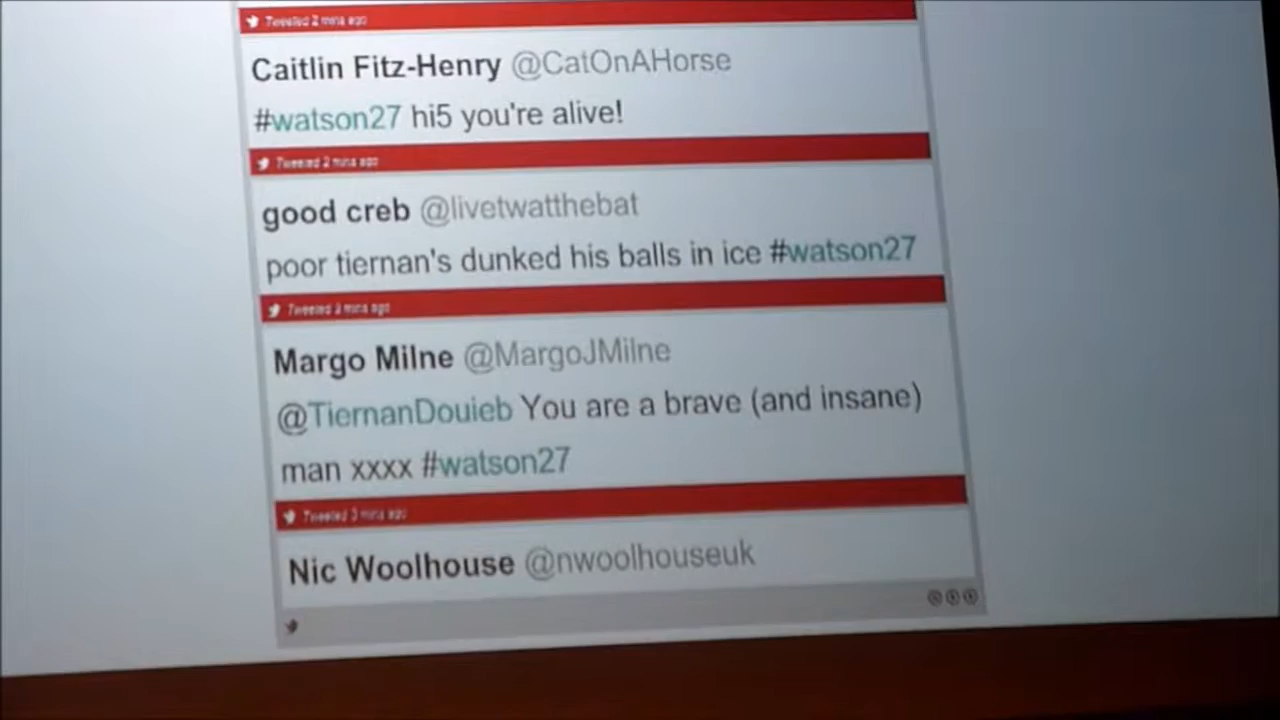 Tweeted 2 mins ago
Caitlin Fitz-Henry @CatOnAHorse
#watson27 hi5 you're alive!
Tweeted 2 mins ago
good creb @livetwatthebat
poor tiernan's dunked his balls in ice #watson27
Tweeted 3 mins ago
Margo Milne @MargoJMilne
@TiernanDouieb You are a brave (and insane)
man xxxx #watson27
Tweeted 3 mins ago
Nic Woolhouse @nwoolhouseuk